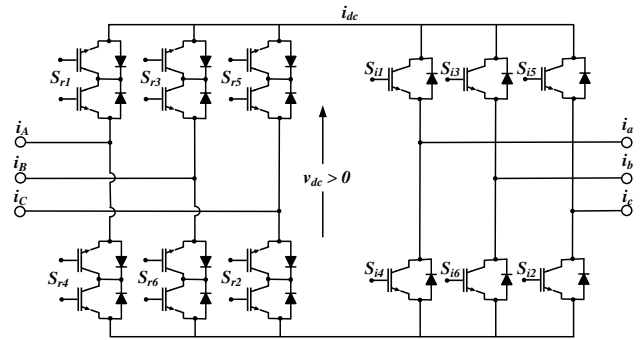 i_dc
S_r1
S_r3
S_r5
S_i1
S_i3
S_i5
i_A
i_a
i_B
v_dc > 0
i_b
i_C
i_c
S_r4
S_r6
S_r2
S_i4
S_i6
S_i2